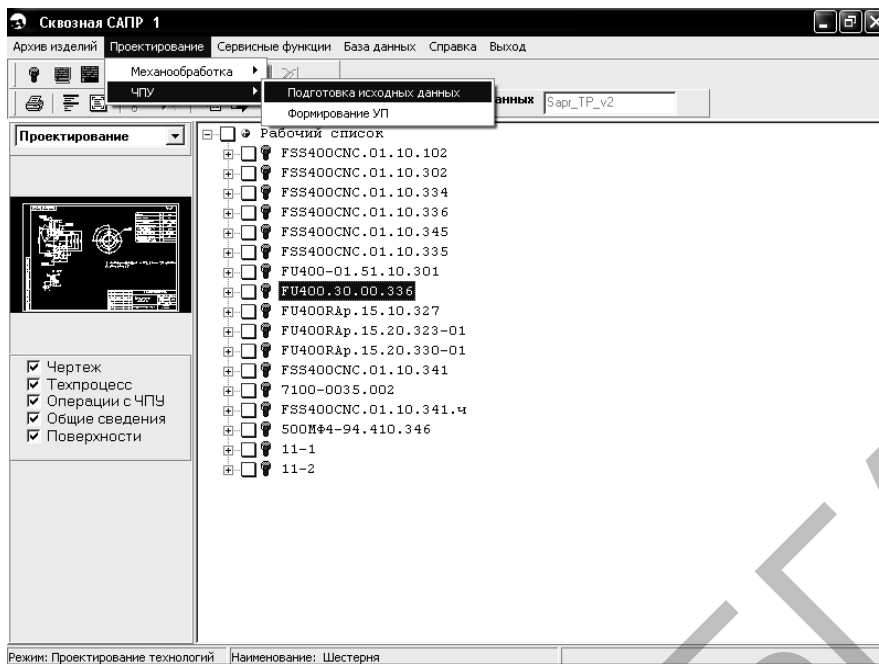 Сквозная САПР 1
Архив изделий Проектирование Сервисные функции База данных Справка Выход
Механообработка
ЧПУ
Подготовка исходных данных
Формирование УП
анных Sapr_TP_v2
Проектирование
Рабочий список
FSS400CNC.01.10.102
FSS400CNC.01.10.302
FSS400CNC.01.10.334
FSS400CNC.01.10.336
FSS400CNC.01.10.345
FSS400CNC.01.10.335
FU400-01.51.10.301
FU400.30.00.336
FU400RAp.15.10.327
FU400RAp.15.20.323-01
FU400RAp.15.20.330-01
FSS400CNC.01.10.341
7100-0035.002
FSS400CNC.01.10.341.ч
500МФ4-94.410.346
11-1
11-2
Чертеж
Техпроцесс
Операции с ЧПУ
Общие сведения
Поверхности
Режим: Проектирование технологий Наименование: Шестерня